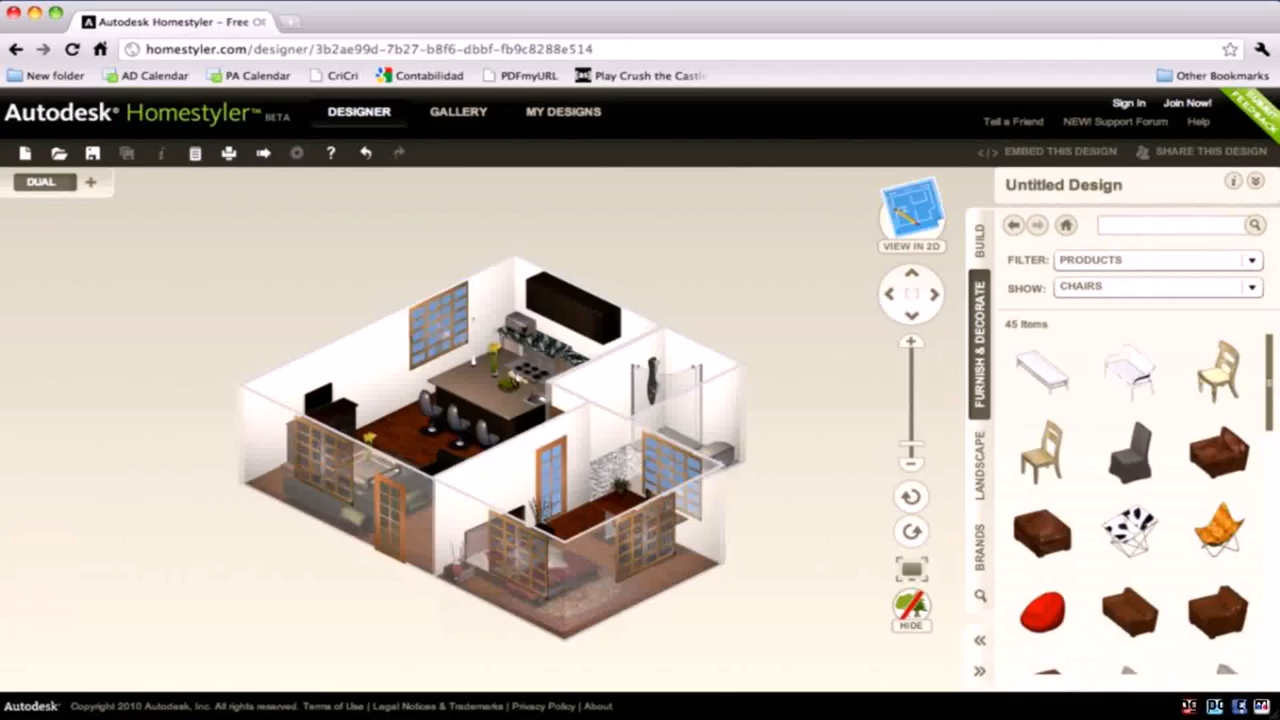 Autodesk Homestyler – Free O
homestyler.com/designer/3b2ae99d-7b27-b8f6-dbbf-fb9c8288e514
New folder AD Calendar PA Calendar CriCri Contabilidad PDFmyURL Play Crush the Castle Other Bookmarks
Autodesk® Homestyler™ BETA DESIGNER GALLERY MY DESIGNS
Sign In Join Now!
Tell a Friend NEW! Support Forum Help
FEEDBACK
EMBED THIS DESIGN SHARE THIS DESIGN
DUAL +
VIEW IN 2D
HIDE
Untitled Design
BUILD
FURNISH & DECORATE
LANDSCAPE
BRANDS
FILTER: PRODUCTS
SHOW: CHAIRS
45 Items
Autodesk® Copyright 2010 Autodesk, Inc. All rights reserved. Terms of Use | Legal Notices & Trademarks | Privacy Policy | About